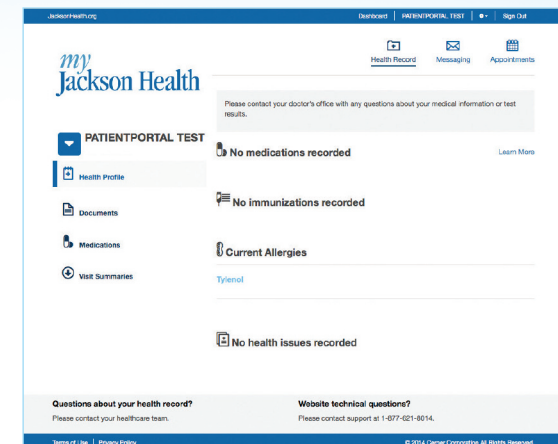 JacksonHealth.org
Dashboard | PATIENTPORTAL TEST | Sign Out
my
Jackson Health
Health Record Messaging Appointments
Please contact your doctor's office with any questions about your medical information or test
results.
PATIENTPORTAL TEST
No medications recorded
Learn More
Health Profile
No immunizations recorded
Documents
Medications
Current Allergies
Visit Summaries
Tylenol
No health issues recorded
Questions about your health record?
Please contact your healthcare team.
Website technical questions?
Please contact support at 1-877-621-8014.
Terms of Use | Privacy Policy
© 2014 Cerner Corporation All Rights Reserved